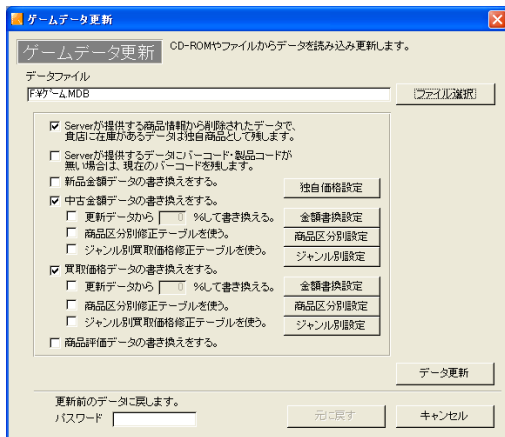 ゲームデータ更新
ゲームデータ更新 CD-ROMやファイルからデータを読み込み更新します。
データファイル
F:¥ｹﾞｰﾑ.MDB ファイル選択
Serverが提供する商品情報から削除されたデータで、
貴店に在庫があるデータは独自商品として残します。
Serverが提供するデータにバーコード・製品コードが
無い場合は、現在のバーコードを残します。
新品金額データの書き換えをする。 独自価格設定
中古金額データの書き換えをする。
更新データから 0 %して書き換える。 金額書換設定
商品区分別修正テーブルを使う。 商品区分別設定
ジャンル別買取価格修正テーブルを使う。 ジャンル別設定
買取価格データの書き換えをする。
更新データから 0 %して書き換える。 金額書換設定
商品区分別修正テーブルを使う。 商品区分別設定
ジャンル別買取価格修正テーブルを使う。 ジャンル別設定
商品評価データの書き換えをする。
データ更新
更新前のデータに戻します。
パスワード 元に戻す キャンセル